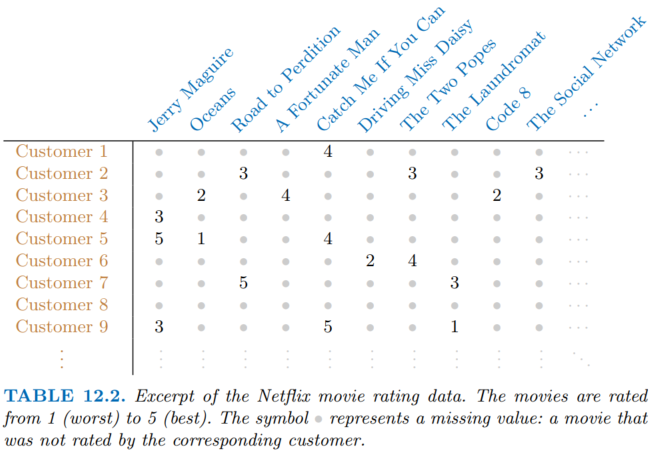 Jerry Maguire
Oceans
Road to Perdition
A Fortunate Man
Catch Me If You Can
Driving Miss Daisy
The Two Popes
The Laundromat
Code 8
The Social Network
⋯
Customer 1 • • • • 4 • • • • • ⋯
Customer 2 • • 3 • • • 3 • • 3 ⋯
Customer 3 • 2 • 4 • • • • 2 • ⋯
Customer 4 3 • • • • • • • • • ⋯
Customer 5 5 1 • • 4 • • • • • ⋯
Customer 6 • • • • • 2 4 • • • ⋯
Customer 7 • • 5 • • • • 3 • • ⋯
Customer 8 • • • • • • • • • • ⋯
Customer 9 3 • • • 5 • • 1 • • ⋯
⋮ ⋮ ⋮ ⋮ ⋮ ⋮ ⋮ ⋮ ⋮ ⋮ ⋮ ⋱
TABLE 12.2. Excerpt of the Netflix movie rating data. The movies are rated
from 1 (worst) to 5 (best). The symbol • represents a missing value: a movie that
was not rated by the corresponding customer.